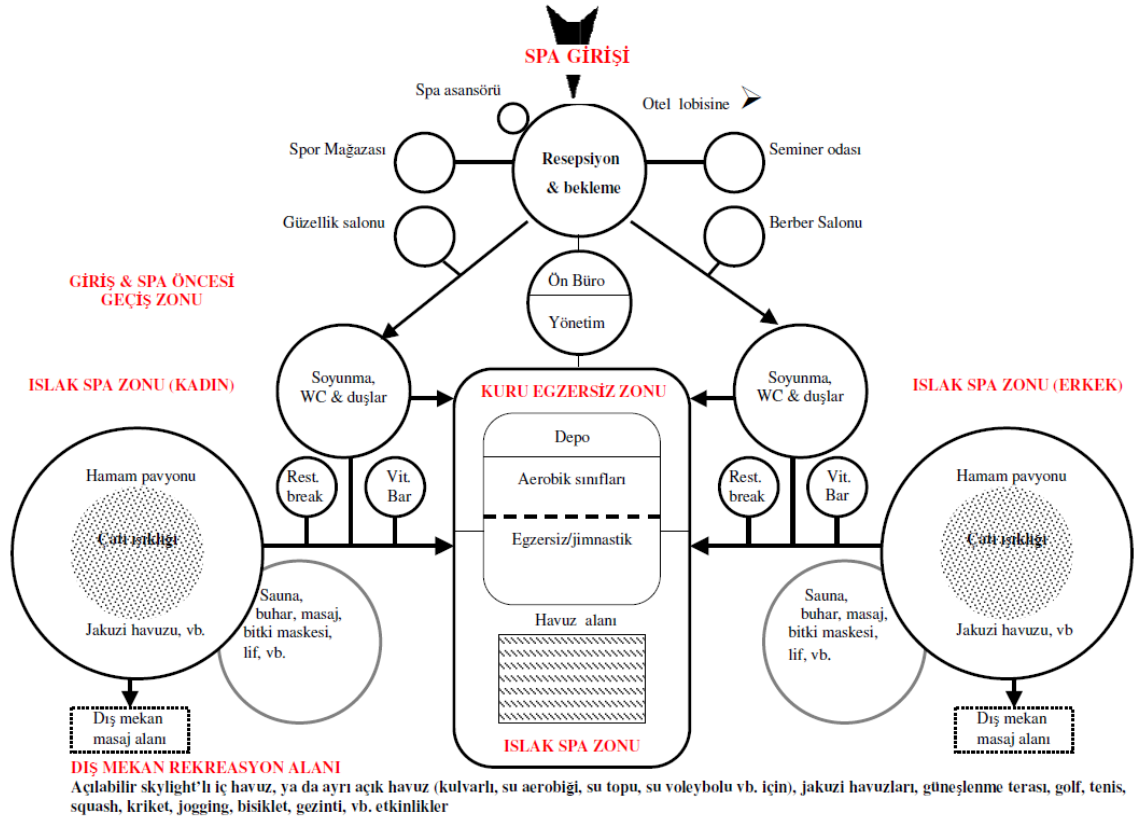 SPA GİRİŞİ
Spa asansörü
Otel lobisine
Spor Mağazası
Resepsiyon
& bekleme
Seminer odası
Güzellik salonu
Berber Salonu
GİRİŞ & SPA ÖNCESİ
GEÇİŞ ZONU
Ön Büro
Yönetim
ISLAK SPA ZONU (KADIN)
Soyunma,
WC & duşlar
KURU EGZERSİZ ZONU
Soyunma,
WC & duşlar
ISLAK SPA ZONU (ERKEK)
Depo
Hamam pavyonu
Rest.
break
Vit.
Bar
Aerobik sınıfları
Rest.
break
Vit.
Bar
Hamam pavyonu
Çatı ışıklığı
Egzersiz/jimnastik
Çatı ışıklığı
Jakuzi havuzu, vb.
Sauna,
buhar, masaj,
bitki maskesi,
lif, vb.
Havuz alanı
Sauna,
buhar, masaj,
bitki maskesi,
lif, vb.
Jakuzi havuzu, vb
Dış mekan
masaj alanı
ISLAK SPA ZONU
Dış mekan
masaj alanı
DIŞ MEKAN REKREASYON ALANI
Açılabilir skylight'lı iç havuz, ya da ayrı açık havuz (kulvarlı, su aerobiği, su topu, su voleybolu vb. için), jakuzi havuzları, güneşlenme terası, golf, tenis,
squash, kriket, jogging, bisiklet, gezinti, vb. etkinlikler